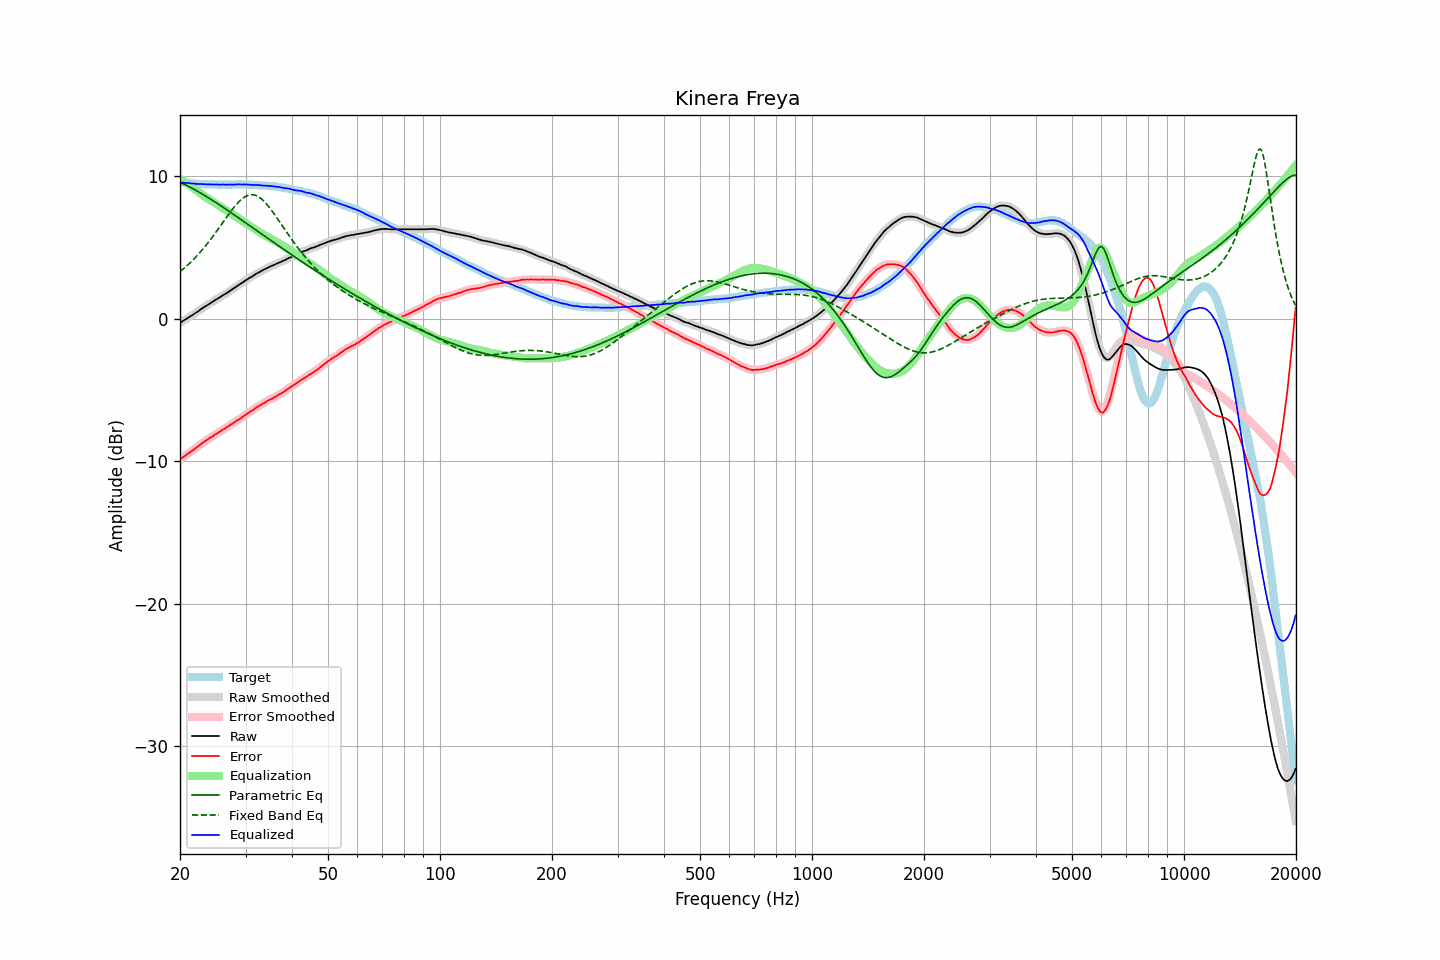 Kinera Freya
Amplitude (dBr)
10
0
−10
−20
−30
Target
Raw Smoothed
Error Smoothed
Raw
Error
Equalization
Parametric Eq
Fixed Band Eq
Equalized
20 50 100 200 500 1000 2000 5000 10000 20000
Frequency (Hz)